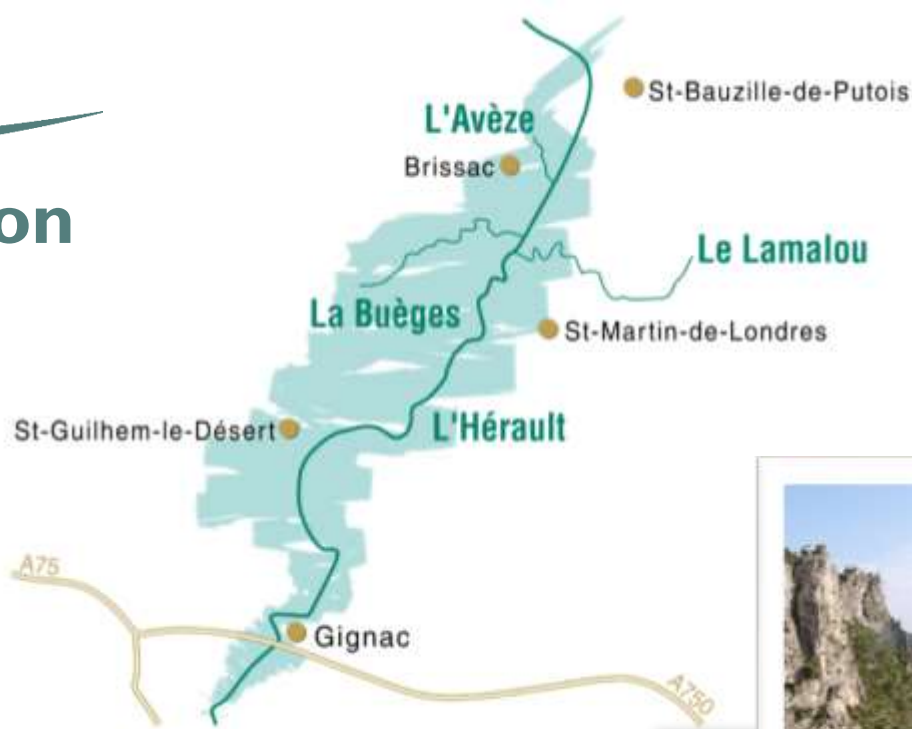 St-Bauzille-de-Putois
L'Avèze
Brissac
on
Le Lamalou
La Buèges
St-Martin-de-Londres
St-Guilhem-le-Désert
L'Hérault
A75
Gignac
A750